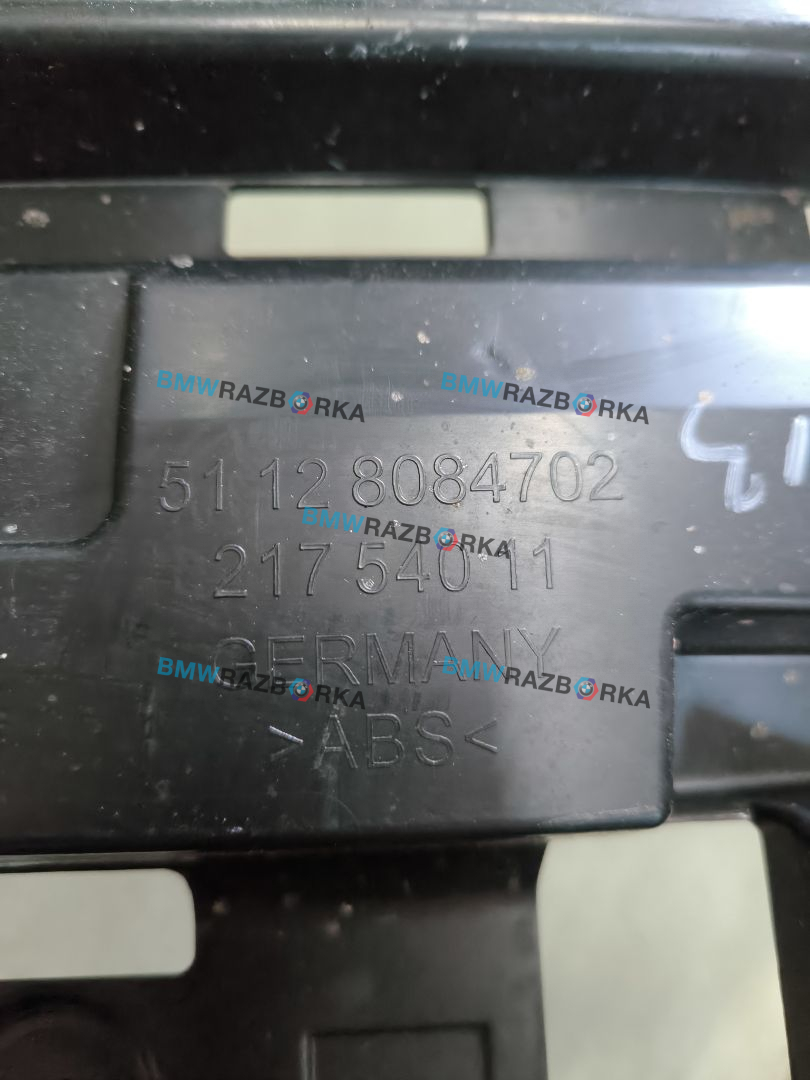 BMWRAZBORKA
BMWRAZBORKA
51 12 8084702
BMWRAZBORKA
217 540 11
GERMANY
BMWRAZBORKA
BMWRAZBORKA
>ABS<